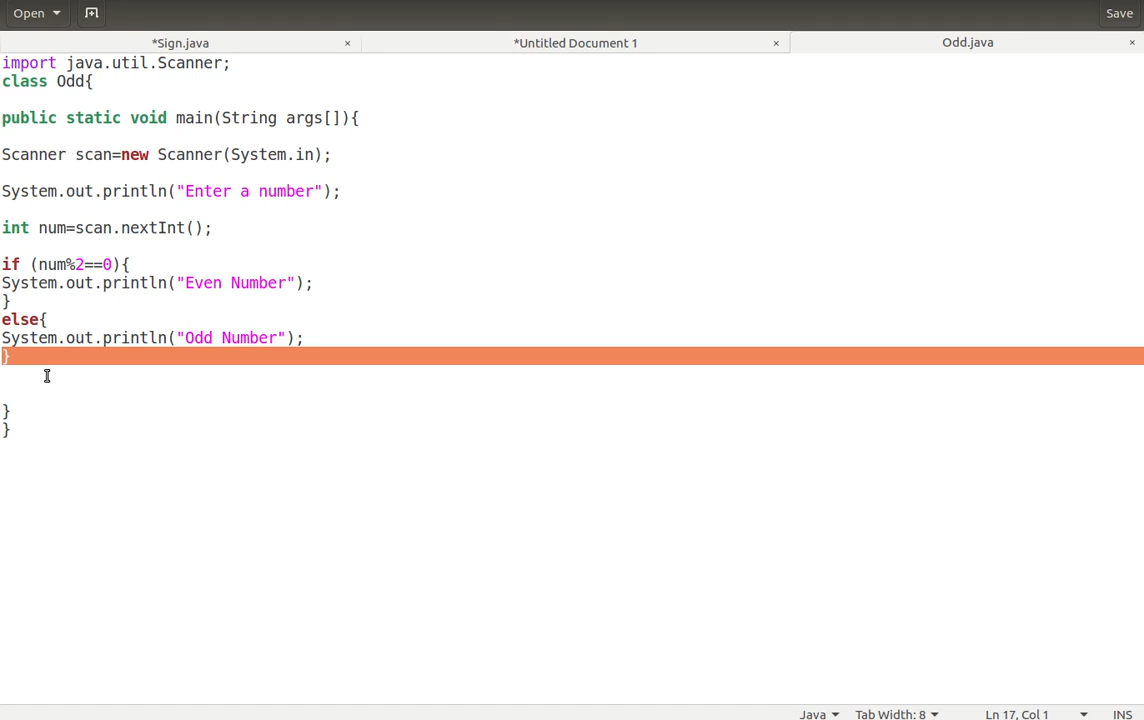 Open
Save
*Sign.java
*Untitled Document 1
Odd.java
import java.util.Scanner;
class Odd{
public static void main(String args[]){
Scanner scan=new Scanner(System.in);
System.out.println("Enter a number");
int num=scan.nextInt();
if (num%2==0){
System.out.println("Even Number");
}
else{
System.out.println("Odd Number");
}
}
}
Java Tab Width: 8 Ln 17, Col 1 INS